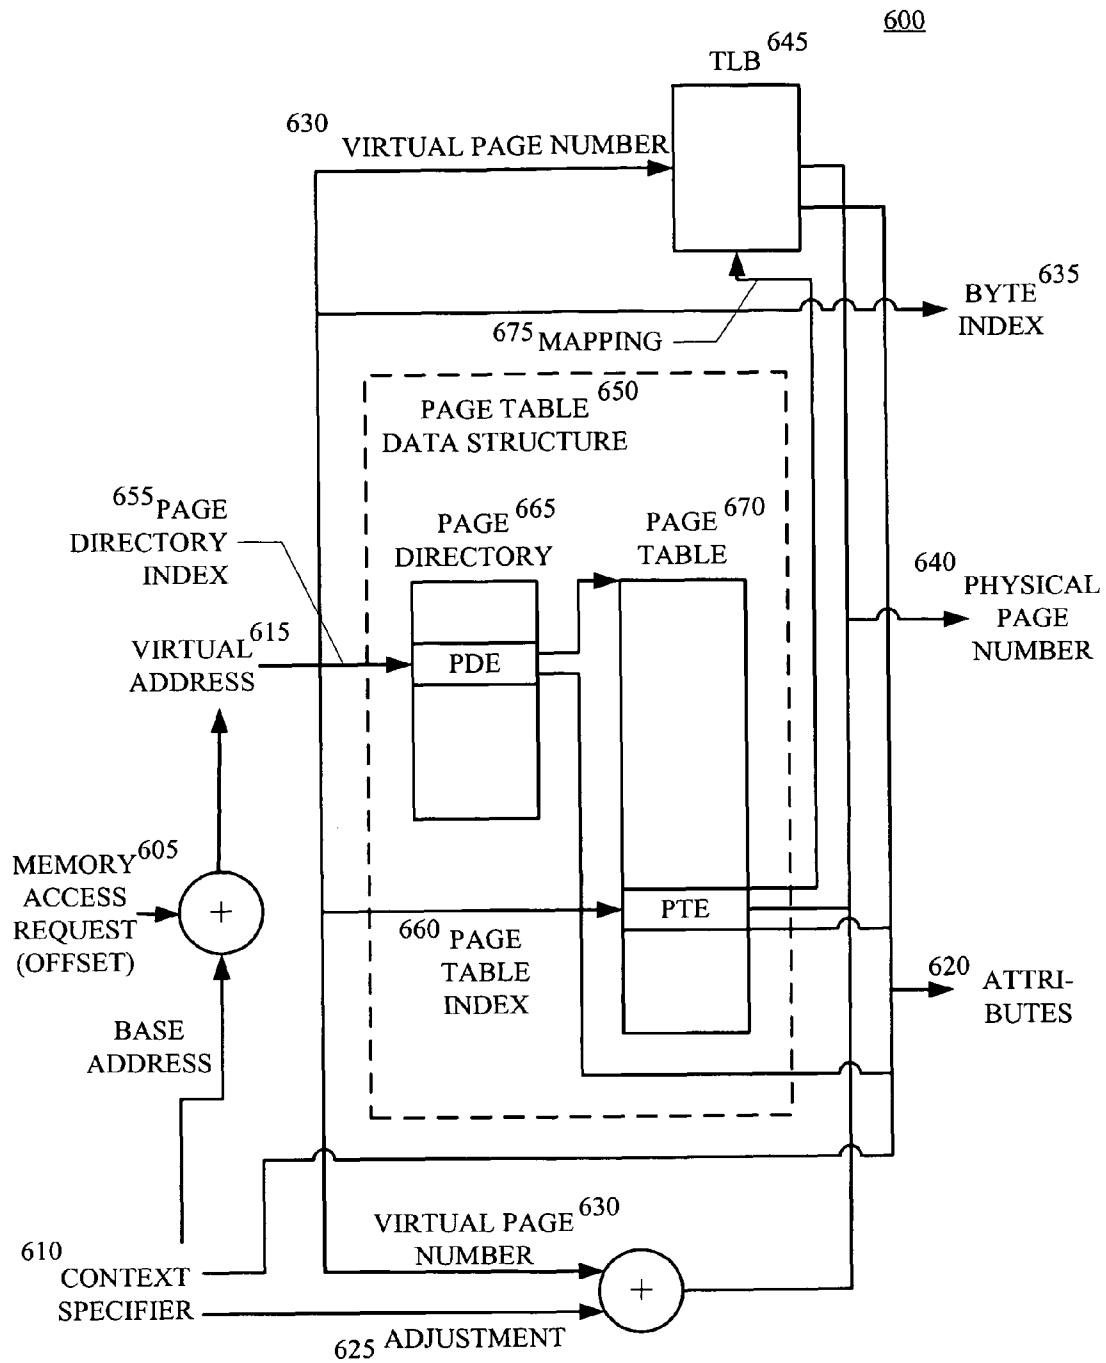 600
TLB 645
630 VIRTUAL PAGE NUMBER
BYTE 635
INDEX
675 MAPPING
PAGE TABLE 650
DATA STRUCTURE
655 PAGE
DIRECTORY
INDEX
PAGE 665
DIRECTORY
PAGE 670
TABLE
640 PHYSICAL
PAGE
NUMBER
VIRTUAL 615
ADDRESS
PDE
MEMORY 605
ACCESS
REQUEST
(OFFSET)
+
PTE
660 PAGE
TABLE
INDEX
620 ATTRI-
BUTES
BASE
ADDRESS
VIRTUAL PAGE 630
NUMBER
610 CONTEXT
SPECIFIER
+
625 ADJUSTMENT